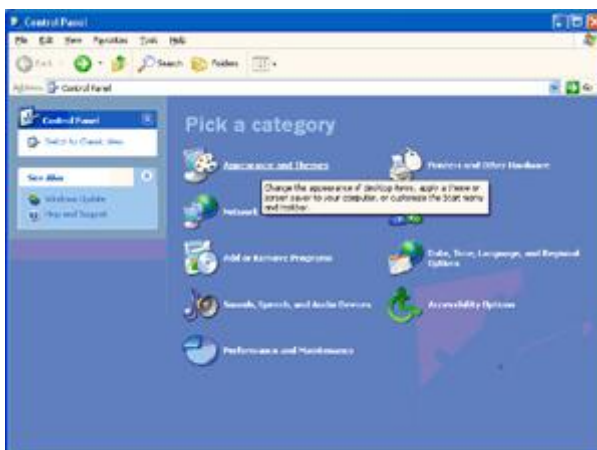 Control Panel
File Edit View Favorites Tools Help
Back Search Folders
Address Control Panel Go
Control Panel
Switch to Classic View
See Also
Windows Update
Help and Support
Pick a category
Appearance and Themes
Printers and Other Hardware
Change the appearance of desktop items, apply a theme or
screen saver to your computer, or customize the Start menu
and taskbar.
Network
Add or Remove Programs
Date, Time, Language, and Regional
Options
Sounds, Speech, and Audio Devices
Accessibility Options
Performance and Maintenance